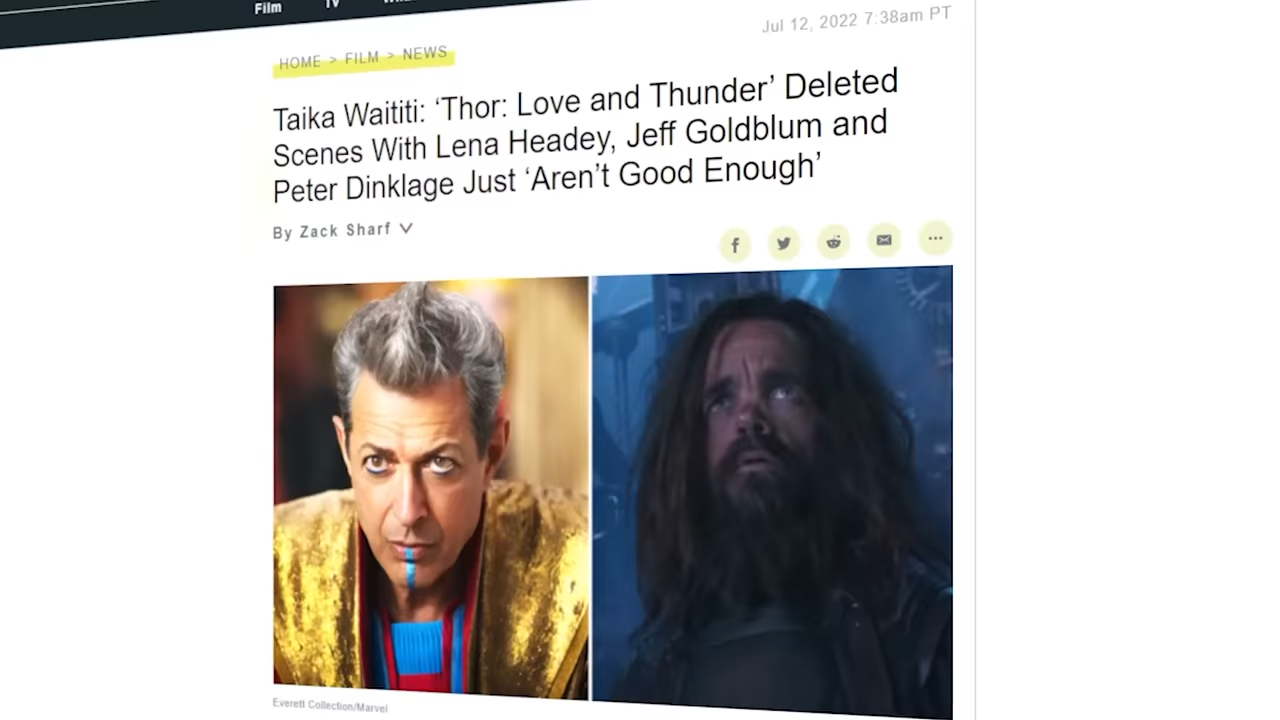 Film TV
Jul 12, 2022 7:38am PT
HOME > FILM > NEWS
Taika Waititi: ‘Thor: Love and Thunder’ Deleted
Scenes With Lena Headey, Jeff Goldblum and
Peter Dinklage Just ‘Aren’t Good Enough’
By Zack Sharf
Everett Collection/Marvel